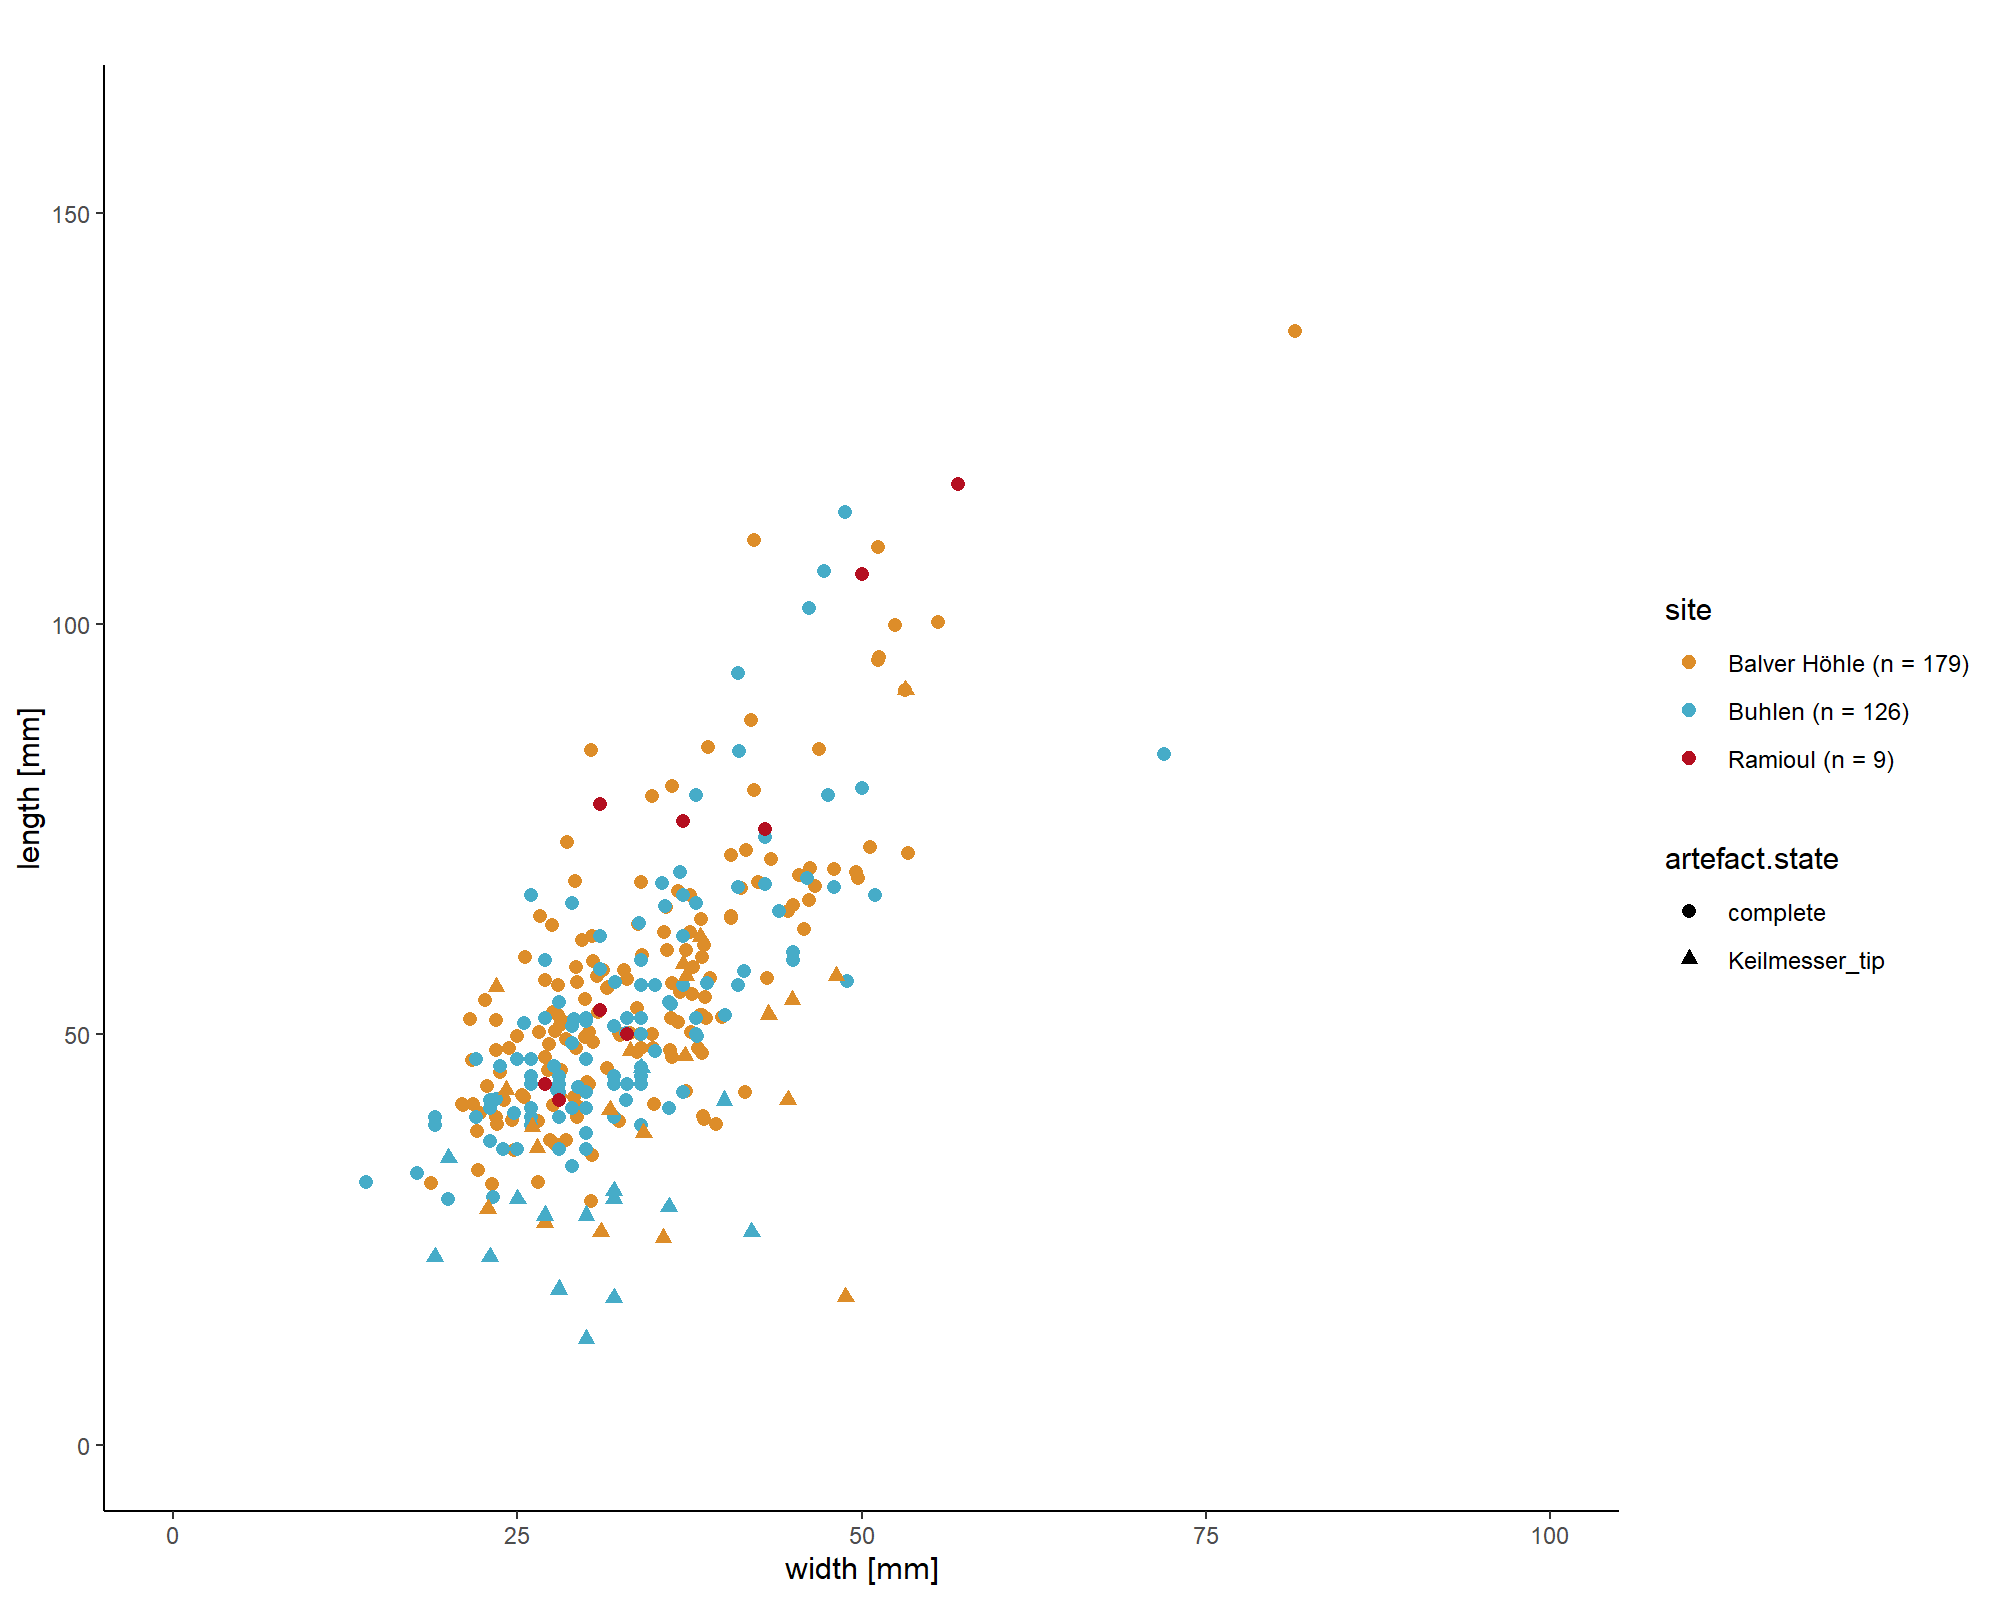 150
100
50
0
length [mm]
0
25
50
75
100
width [mm]
site
Balver Höhle (n = 179)
Buhlen (n = 126)
Ramioul (n = 9)
artefact.state
complete
Keilmesser_tip